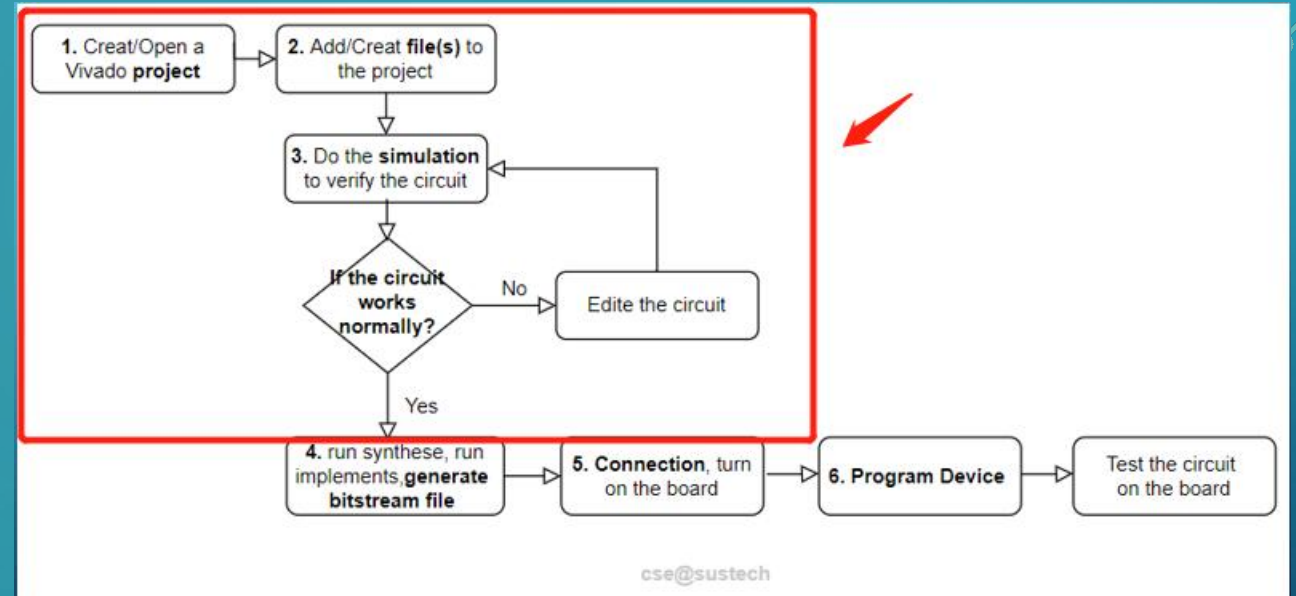 1. Creat/Open a
Vivado project
2. Add/Creat file(s) to
the project
3. Do the simulation
to verify the circuit
If the circuit
works
normally?
No
Edite the circuit
Yes
4. run synthese, run
implements,generate
bitstream file
5. Connection, turn
on the board
6. Program Device
Test the circuit
on the board
cse@sustech